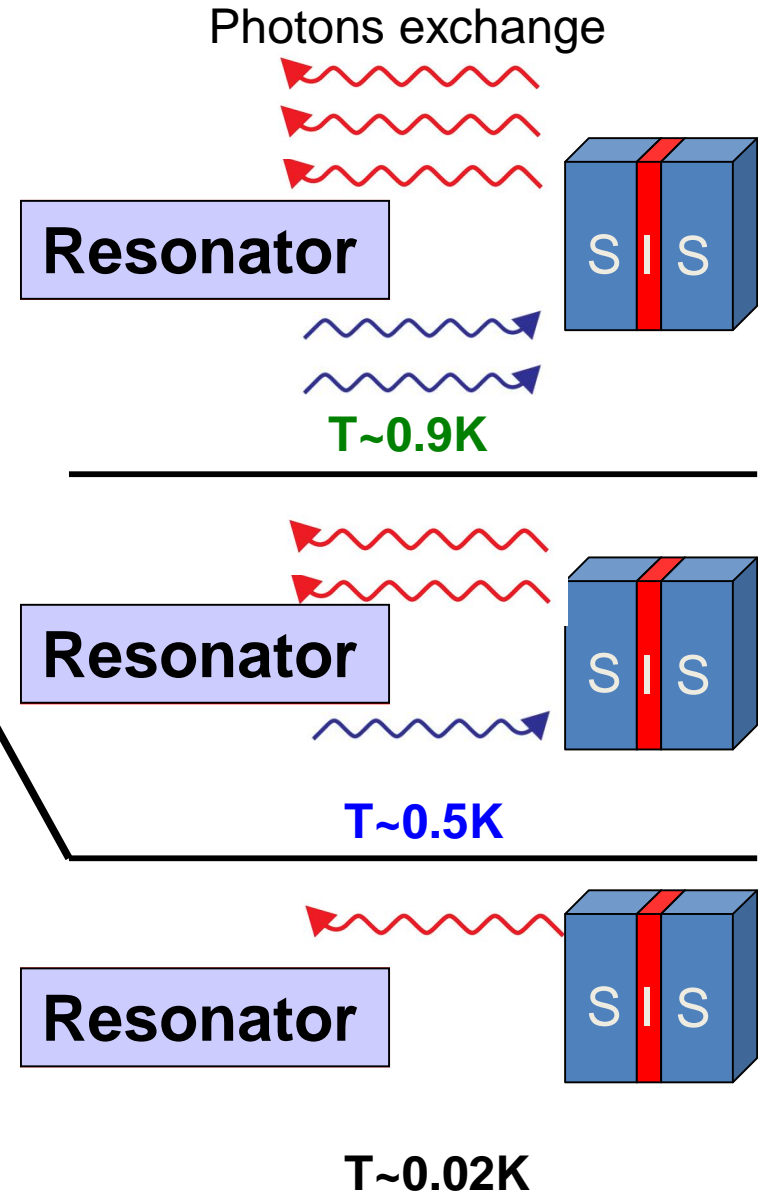 Photons exchange
Resonator
S I S
T~0.9K
Resonator
S I S
T~0.5K
Resonator
S I S
T~0.02K